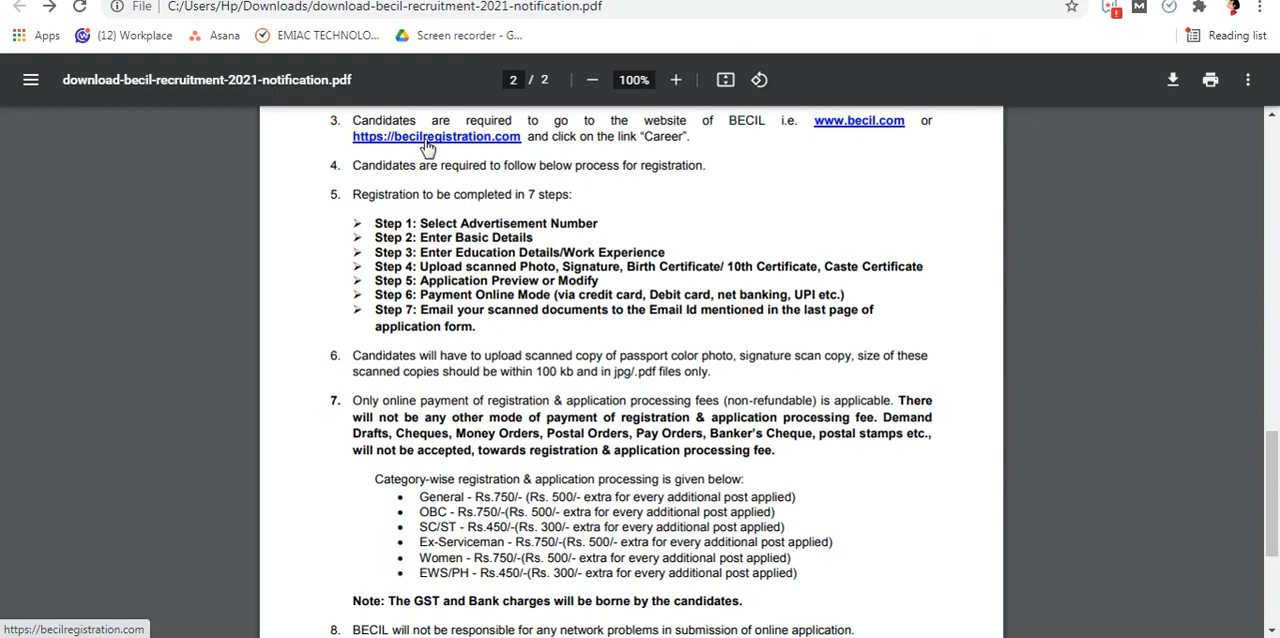 File C:/Users/Hp/Downloads/download-becil-recruitment-2021-notification.pdf
Apps (12) Workplace Asana EMIAC TECHNOLO... Screen recorder - G... Reading list
download-becil-recruitment-2021-notification.pdf 2 / 2 100%
3. Candidates are required to go to the website of BECIL i.e. www.becil.com or
https://becilregistration.com and click on the link “Career”.
4. Candidates are required to follow below process for registration.
5. Registration to be completed in 7 steps:
➢ Step 1: Select Advertisement Number
➢ Step 2: Enter Basic Details
➢ Step 3: Enter Education Details/Work Experience
➢ Step 4: Upload scanned Photo, Signature, Birth Certificate/ 10th Certificate, Caste Certificate
➢ Step 5: Application Preview or Modify
➢ Step 6: Payment Online Mode (via credit card, Debit card, net banking, UPI etc.)
➢ Step 7: Email your scanned documents to the Email Id mentioned in the last page of
application form.
6. Candidates will have to upload scanned copy of passport color photo, signature scan copy, size of these
scanned copies should be within 100 kb and in jpg/.pdf files only.
7. Only online payment of registration & application processing fees (non-refundable) is applicable. There
will not be any other mode of payment of registration & application processing fee. Demand
Drafts, Cheques, Money Orders, Postal Orders, Pay Orders, Banker’s Cheque, postal stamps etc.,
will not be accepted, towards registration & application processing fee.
Category-wise registration & application processing is given below:
• General - Rs.750/- (Rs. 500/- extra for every additional post applied)
• OBC - Rs.750/-(Rs. 500/- extra for every additional post applied)
• SC/ST - Rs.450/-(Rs. 300/- extra for every additional post applied)
• Ex-Serviceman - Rs.750/-(Rs. 500/- extra for every additional post applied)
• Women - Rs.750/-(Rs. 500/- extra for every additional post applied)
• EWS/PH - Rs.450/-(Rs. 300/- extra for every additional post applied)
Note: The GST and Bank charges will be borne by the candidates.
8. BECIL will not be responsible for any network problems in submission of online application.
https://becilregistration.com